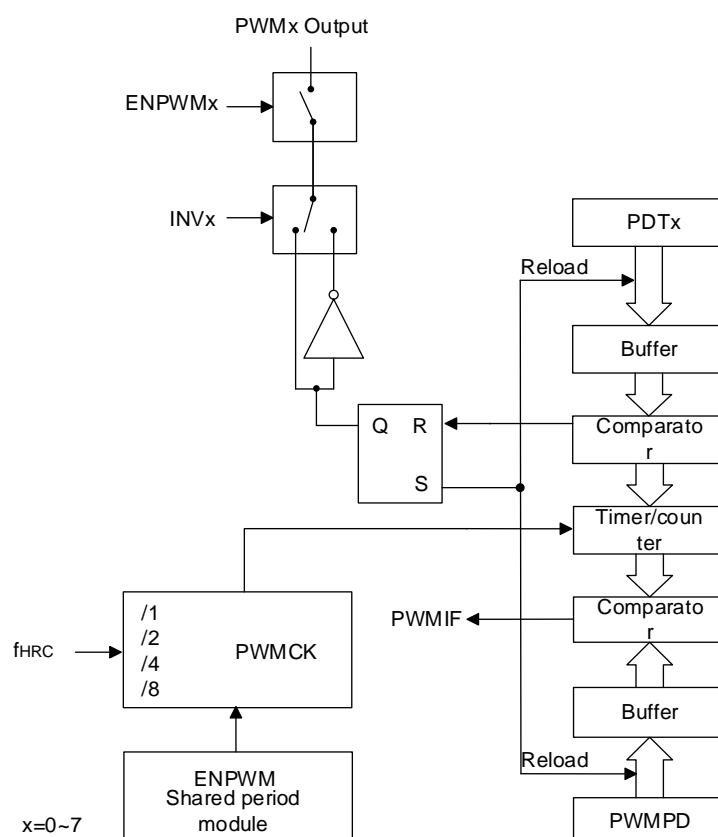 PWMx Output
ENPWMx
INVx
PDTx
Reload
Buffer
Q R
S
Comparato
r
Timer/coun
ter
/1
/2
/4
/8
PWMCK
fHRC
PWMIF
Comparato
r
Buffer
Reload
ENPWM
Shared period
module
PWMPD
x=0~7